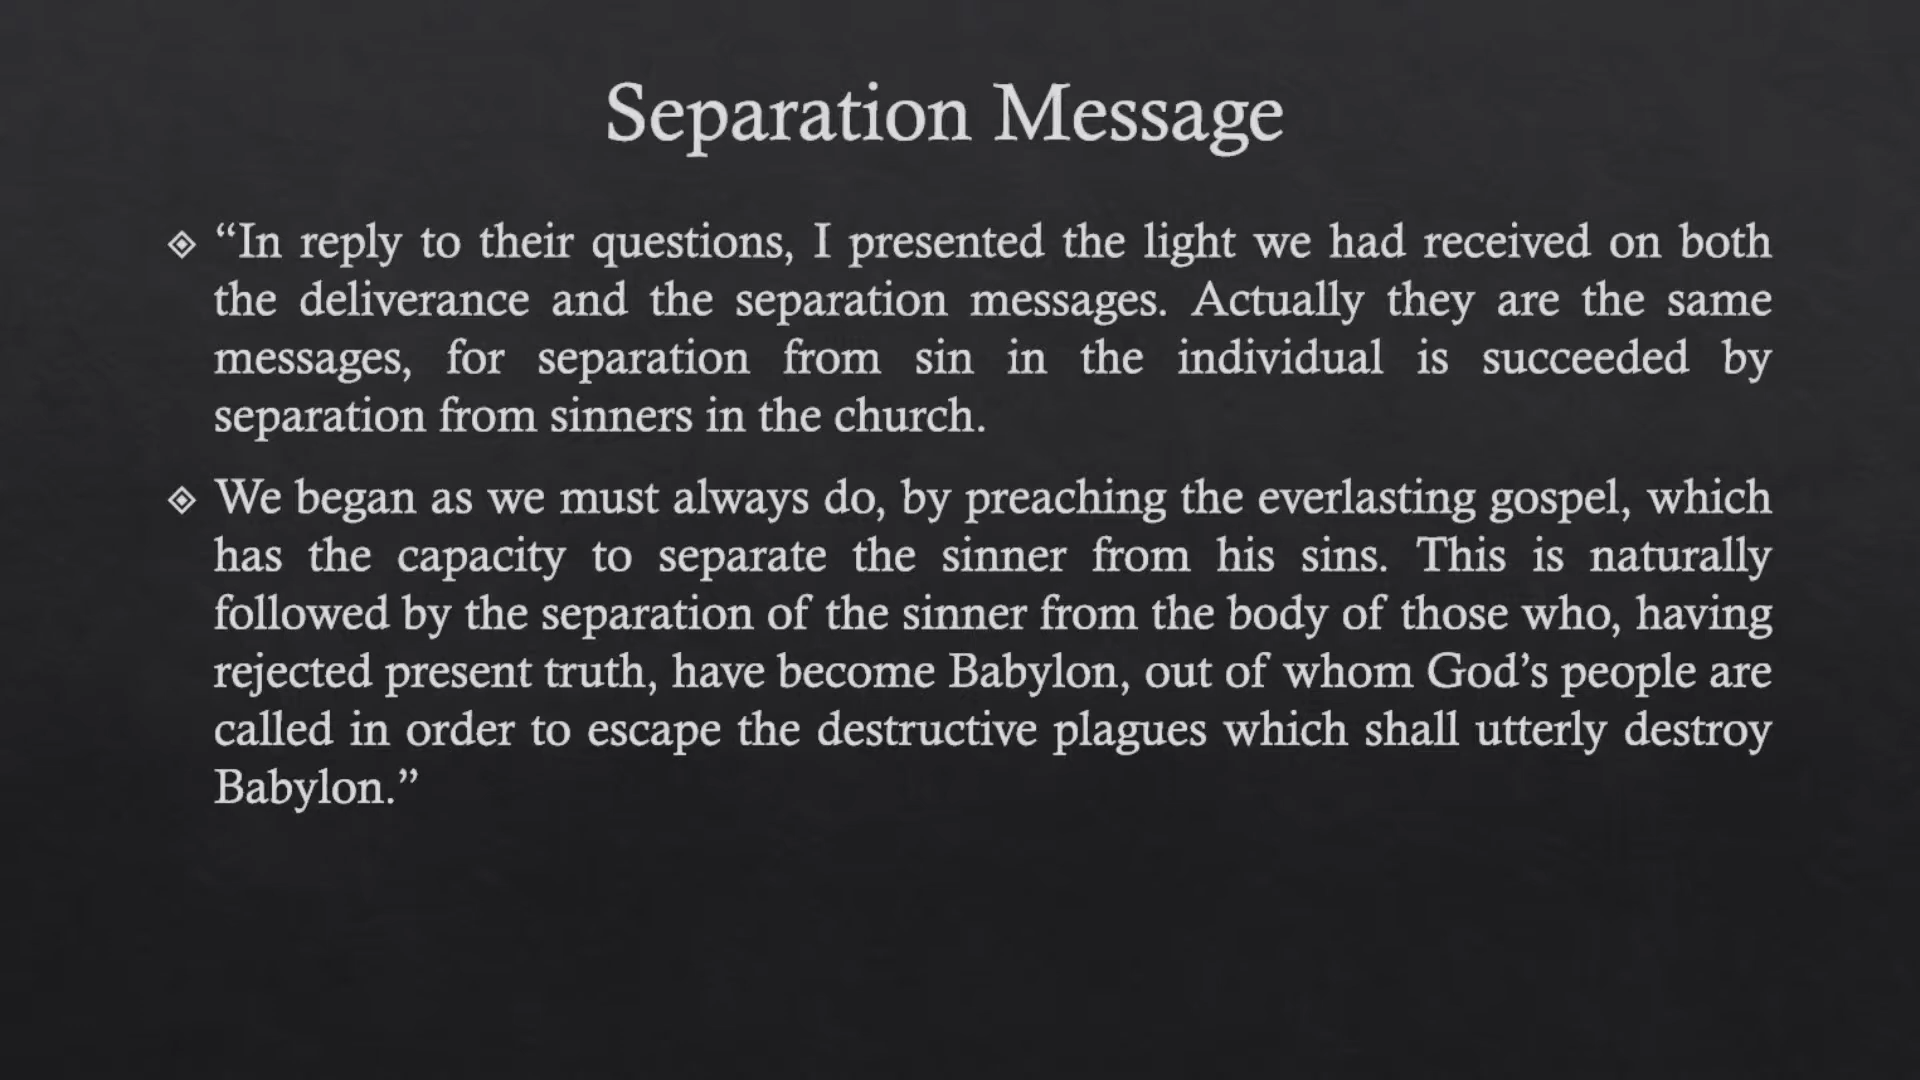 Separation Message
“In reply to their questions, I presented the light we had received on both
the deliverance and the separation messages. Actually they are the same
messages, for separation from sin in the individual is succeeded by
separation from sinners in the church.
We began as we must always do, by preaching the everlasting gospel, which
has the capacity to separate the sinner from his sins. This is naturally
followed by the separation of the sinner from the body of those who, having
rejected present truth, have become Babylon, out of whom God’s people are
called in order to escape the destructive plagues which shall utterly destroy
Babylon.”